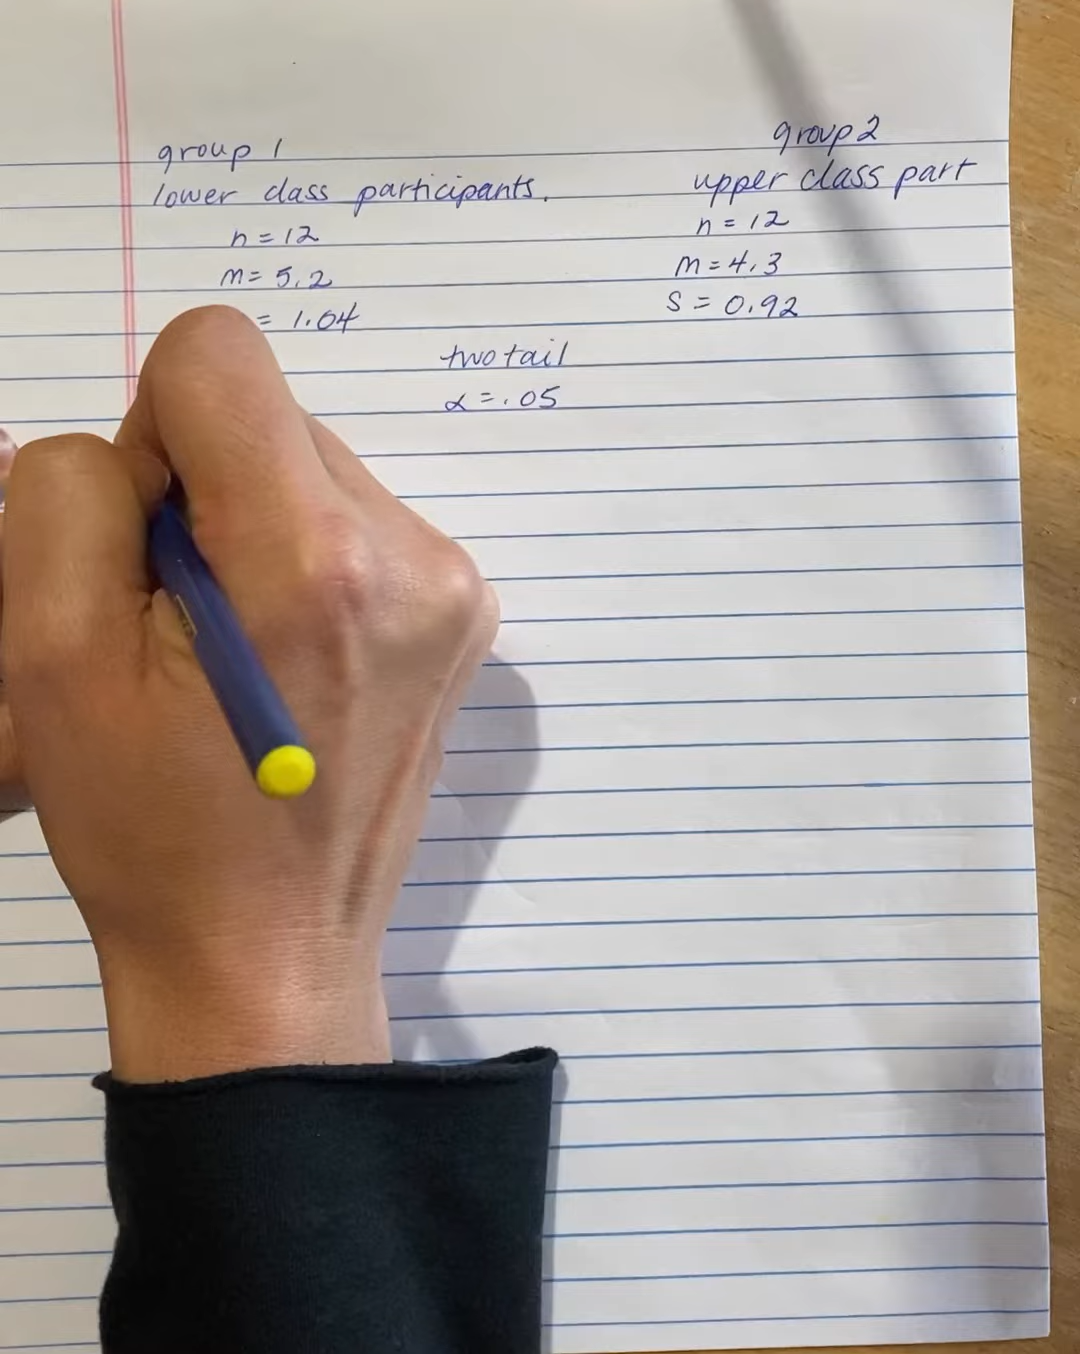 group 1
lower class participants.
n = 12
m = 5.2
= 1.04
group 2
upper class part
n = 12
m = 4.3
S = 0.92
two tail
α = .05